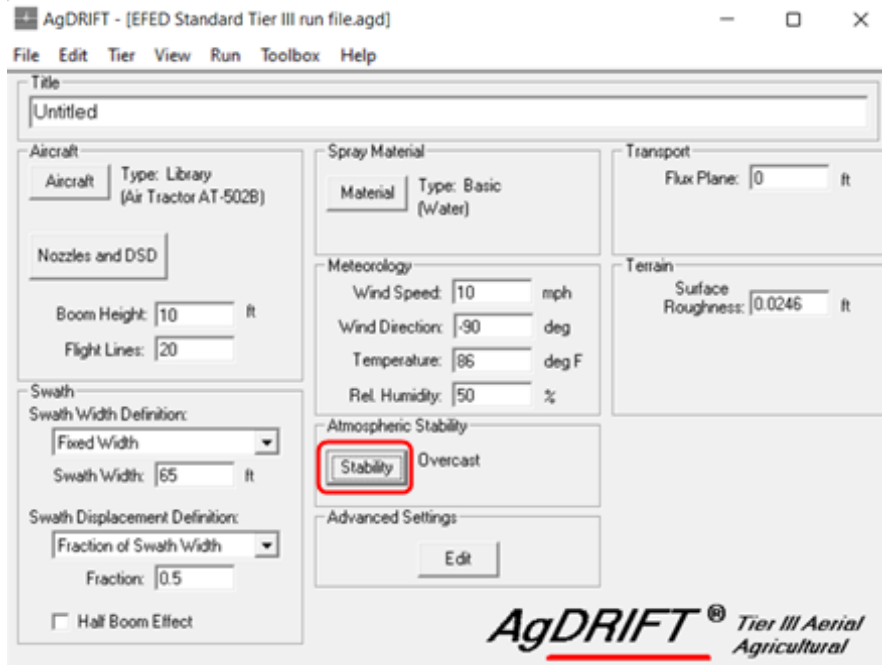 AgDRIFT - [EFED Standard Tier III run file.agd]
File Edit Tier View Run Toolbox Help
Title
Untitled
Aircraft
Aircraft
Type: Library
(Air Tractor AT-502B)
Nozzles and DSD
Boom Height: 10 ft
Flight Lines: 20
Swath
Swath Width Definition:
Fixed Width
Swath Width: 65 ft
Swath Displacement Definition:
Fraction of Swath Width
Fraction: 0.5
Half Boom Effect
Spray Material
Material
Type: Basic
(Water)
Meteorology
Wind Speed: 10 mph
Wind Direction: -90 deg
Temperature: 86 deg F
Rel. Humidity: 50 %
Atmospheric Stability
Stability Overcast
Advanced Settings
Edit
Transport
Flux Plane: 0 ft
Terrain
Surface
Roughness: 0.0246 ft
AgDRIFT ® Tier III Aerial
Agricultural